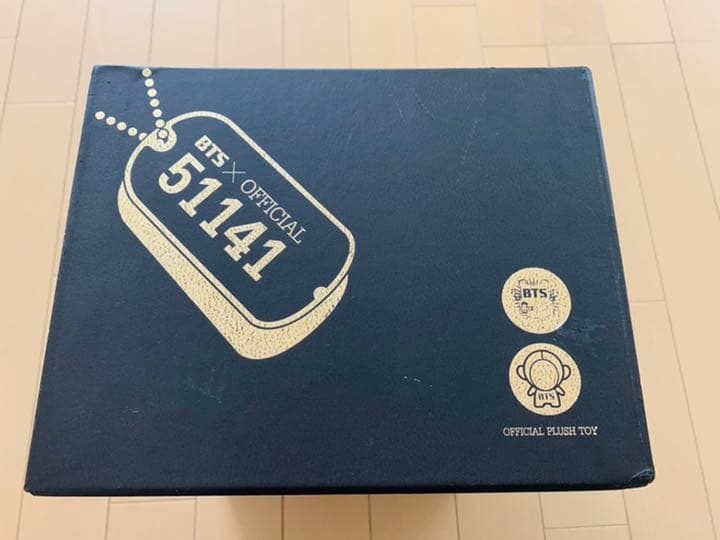 BTS X OFFICIAL
51141
BTS
BTS
OFFICIAL PLUSH TOY